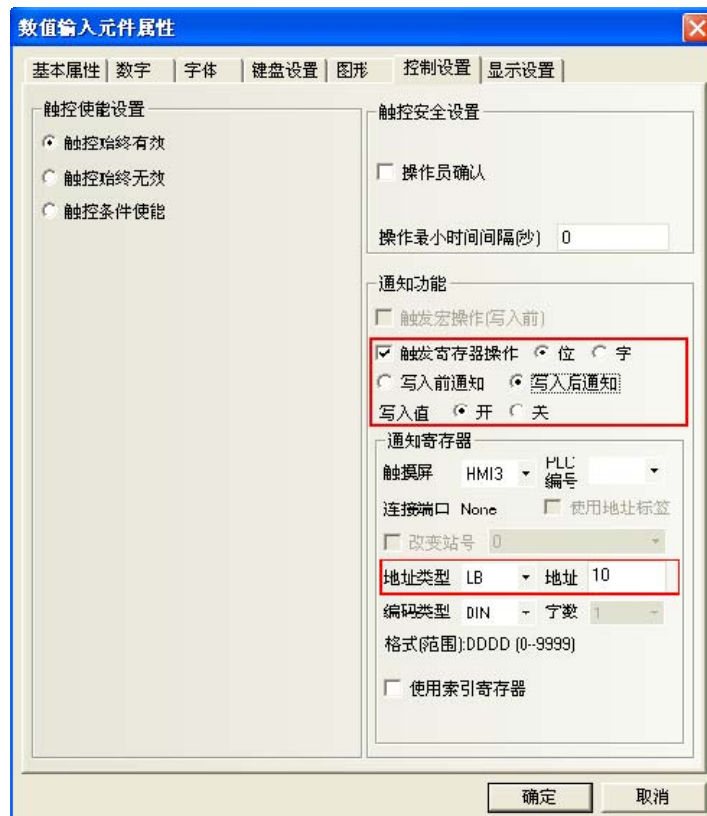 数值输入元件属性
基本属性 数字 字体 键盘设置 图形 控制设置 显示设置
触控使能设置
触控始终有效
触控始终无效
触控条件使能
触控安全设置
操作员确认
操作最小时间间隔(秒) 0
通知功能
触发宏操作(写入前)
触发寄存器操作 位 字
写入前通知 写入后通知
写入值 开 关
通知寄存器
触摸屏 HMI3 PLC编号
连接端口 None 使用地址标签
改变站号 0
地址类型 LB 地址 10
编码类型 BIN 字数 1
格式(范围):DDDD (0--9999)
使用索引寄存器
确定 取消